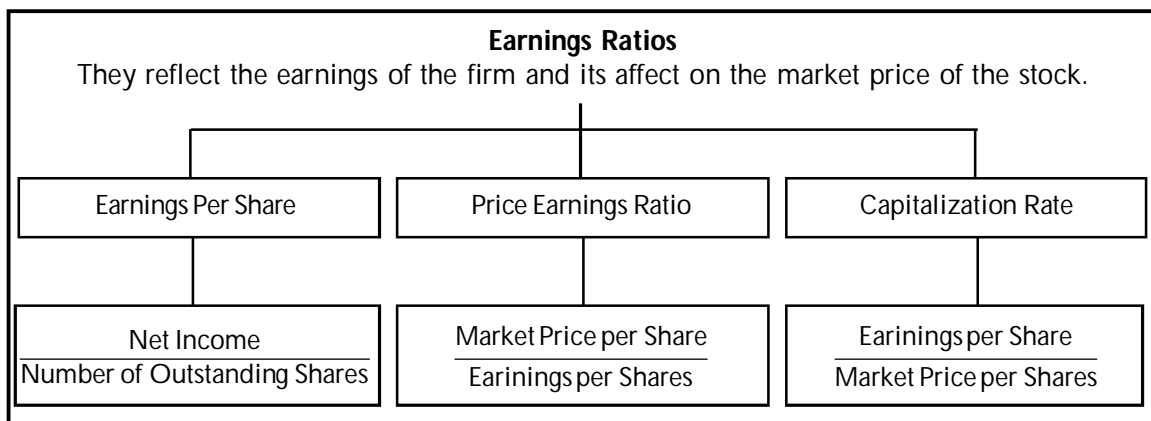 Earnings Ratios
They reflect the earnings of the firm and its affect on the market price of the stock.
Earnings Per Share
Price Earnings Ratio
Capitalization Rate
Net Income
Number of Outstanding Shares
Market Price per Share
Earinings per Shares
Earinings per Share
Market Price per Shares